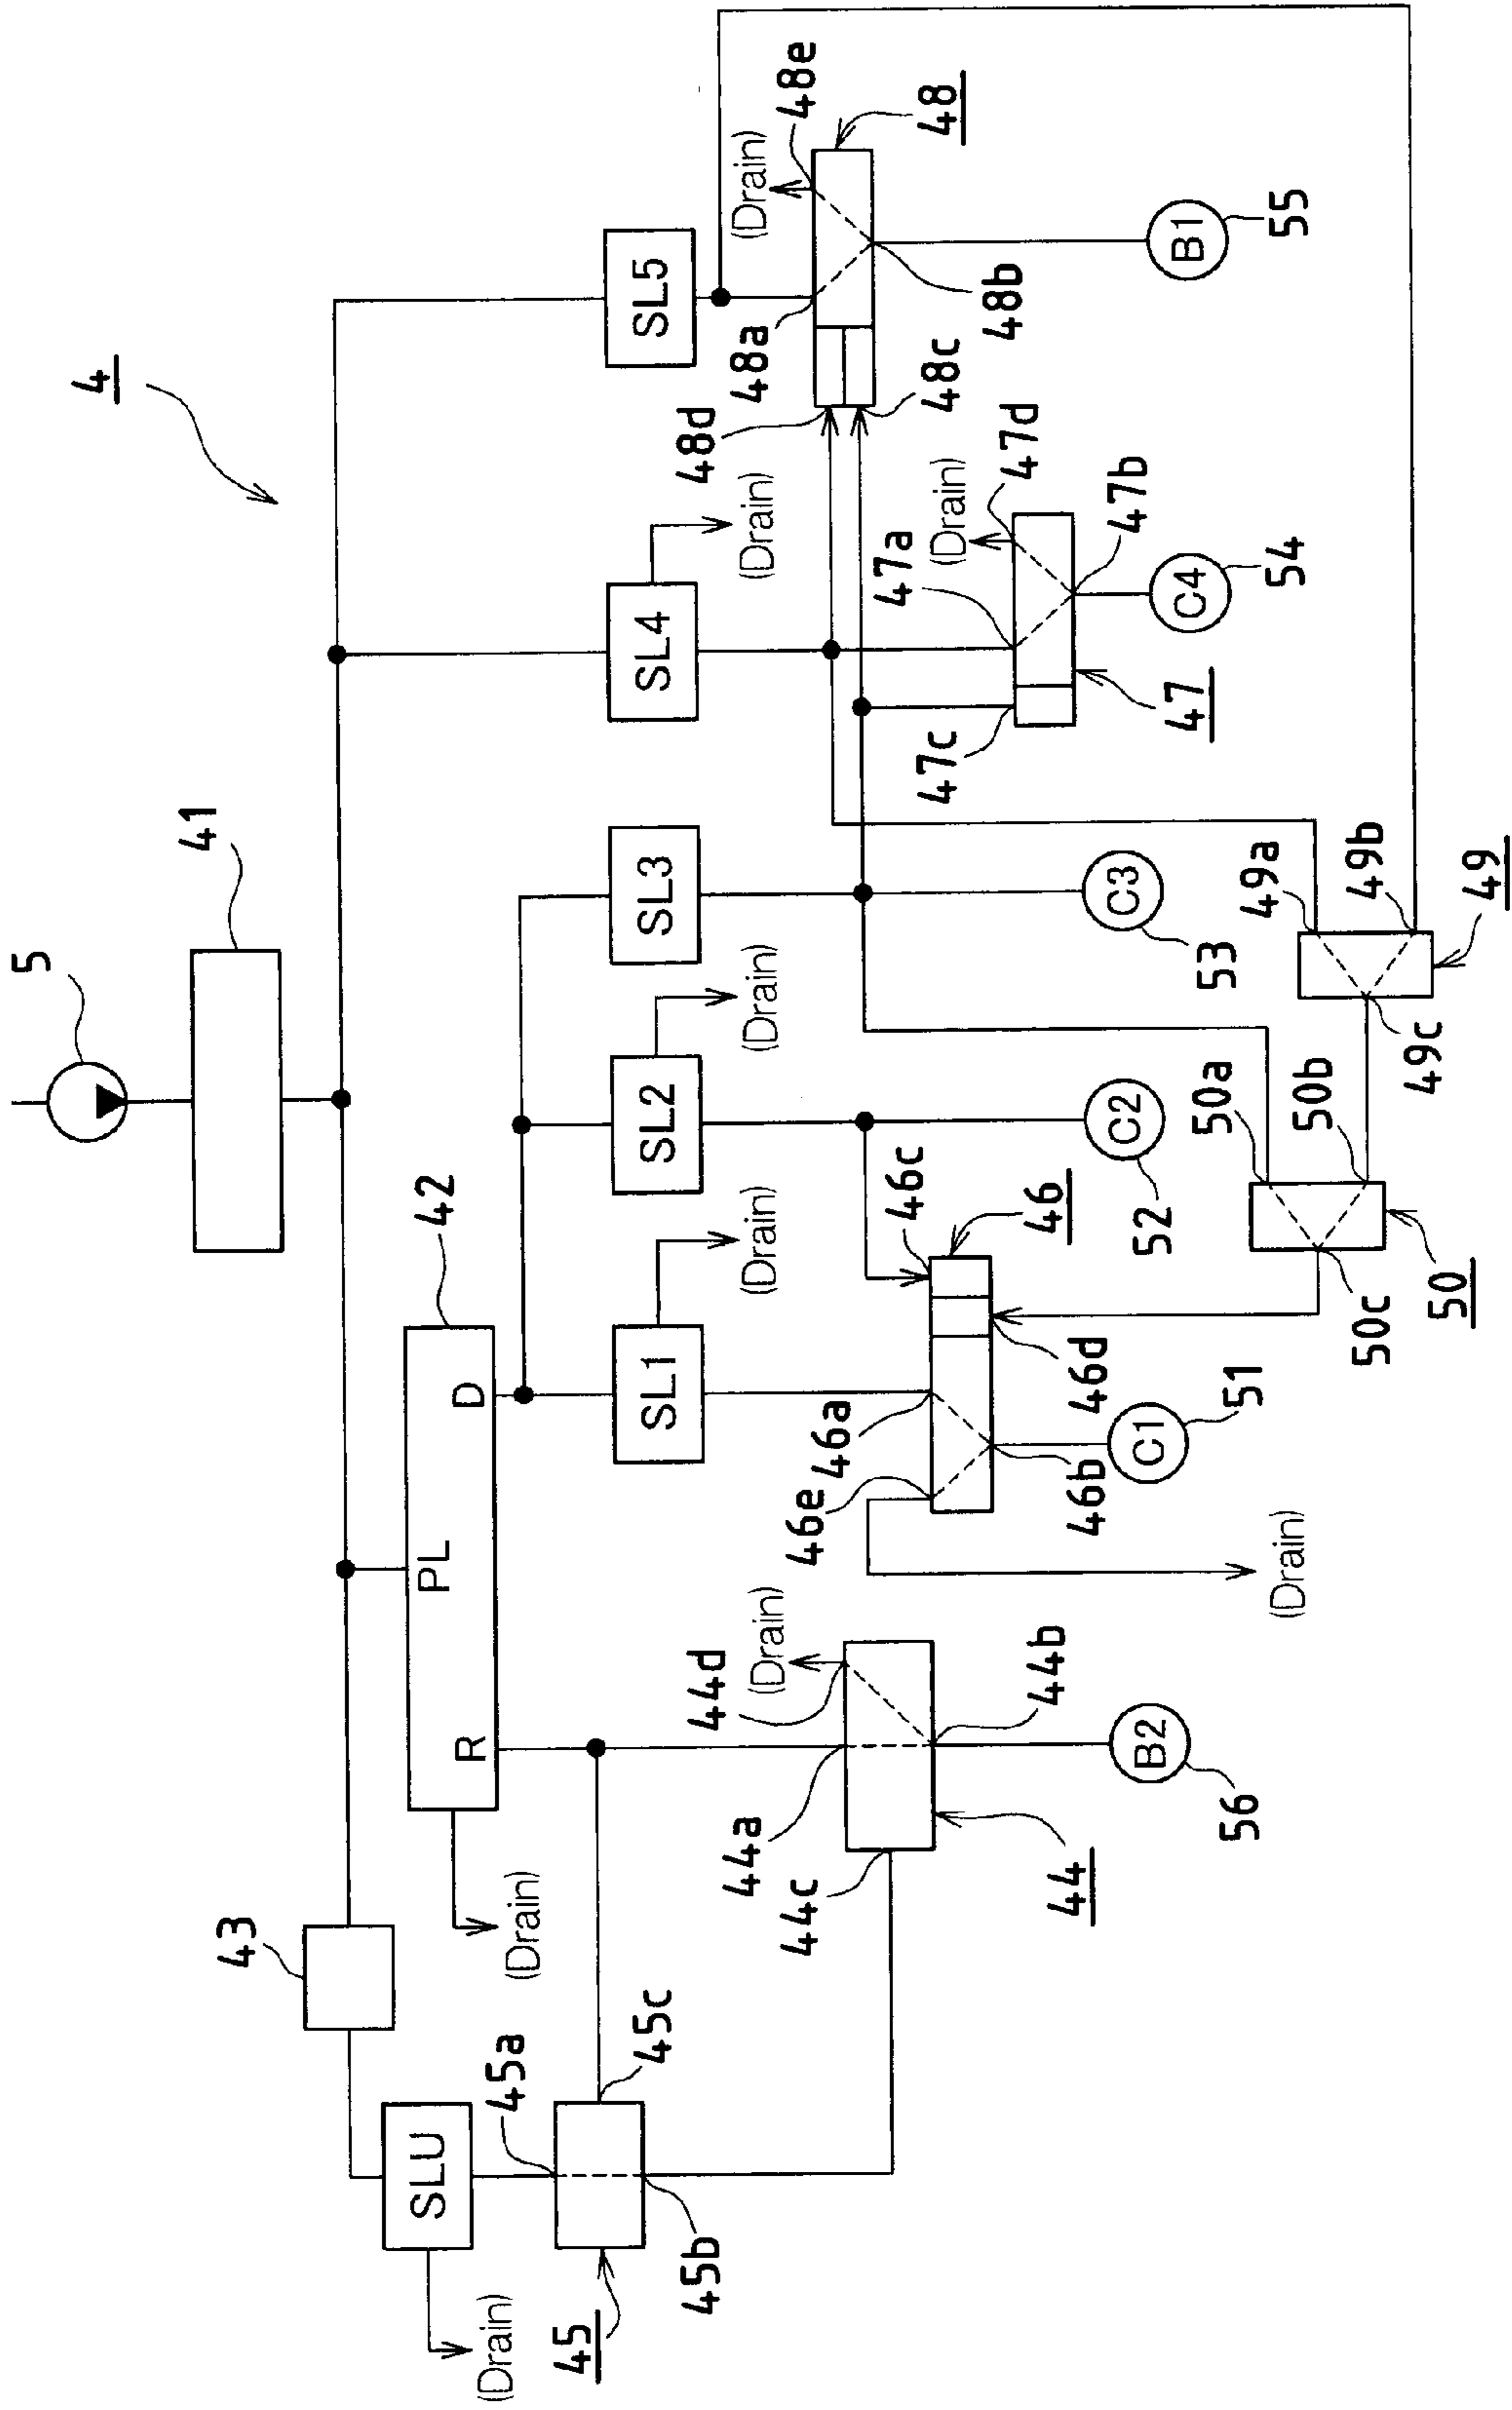 4
5
41
42
PL
R
D
(Drain)
43
SLU
(Drain)
45a
45c
45b
45
SL1
(Drain)
SL2
(Drain)
SL3
SL4
(Drain)
SL5
44d
(Drain)
44a
44c
44b
44
B2
56
46e
46a
46c
46
46d
46b
C1
51
(Drain)
C2
52
C3
53
47a
(Drain)
47d
47c
47b
47
C4
54
48a
(Drain)
48e
48d
48c
48b
48
B1
55
49a
49b
49c
49
50a
50b
50c
50